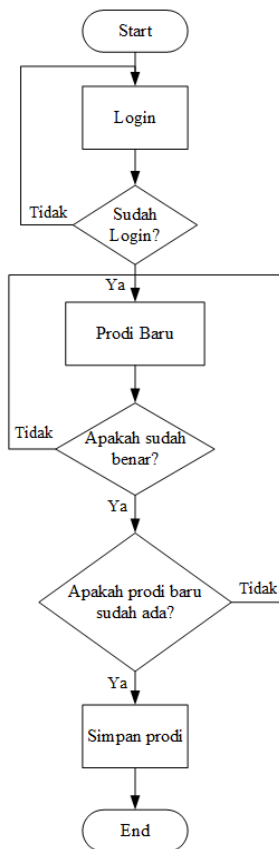 Start
Login
Tidak
Sudah
Login?
Ya
Prodi Baru
Tidak
Apakah sudah
benar?
Ya
Apakah prodi baru
sudah ada?
Tidak
Ya
Simpan prodi
End